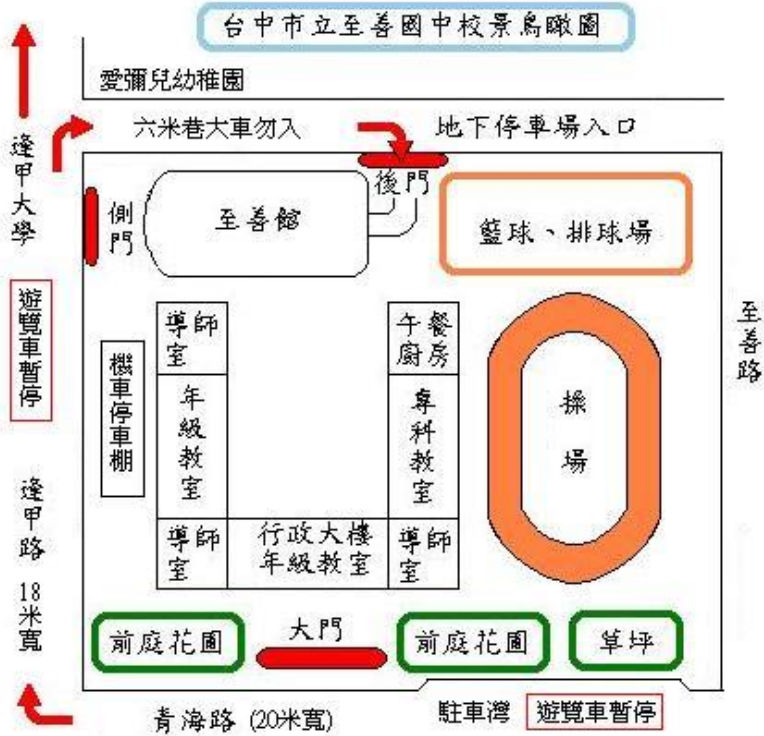 台中市立至善國中校景鳥瞰圖
愛彌兒幼稚園
六米巷大車勿入
地下停車場入口
逢甲大學
側門
至善館
後門
籃球、排球場
遊覽車暫停
至善路
導師
室
午餐
廚房
機車停車棚
年級教室
專科教室
操場
逢甲路 18米寬
導師
室
行政大樓
年級教室
導師
室
前庭花圃
大門
前庭花圃
草坪
青海路 (20米寬)
駐車灣
遊覽車暫停